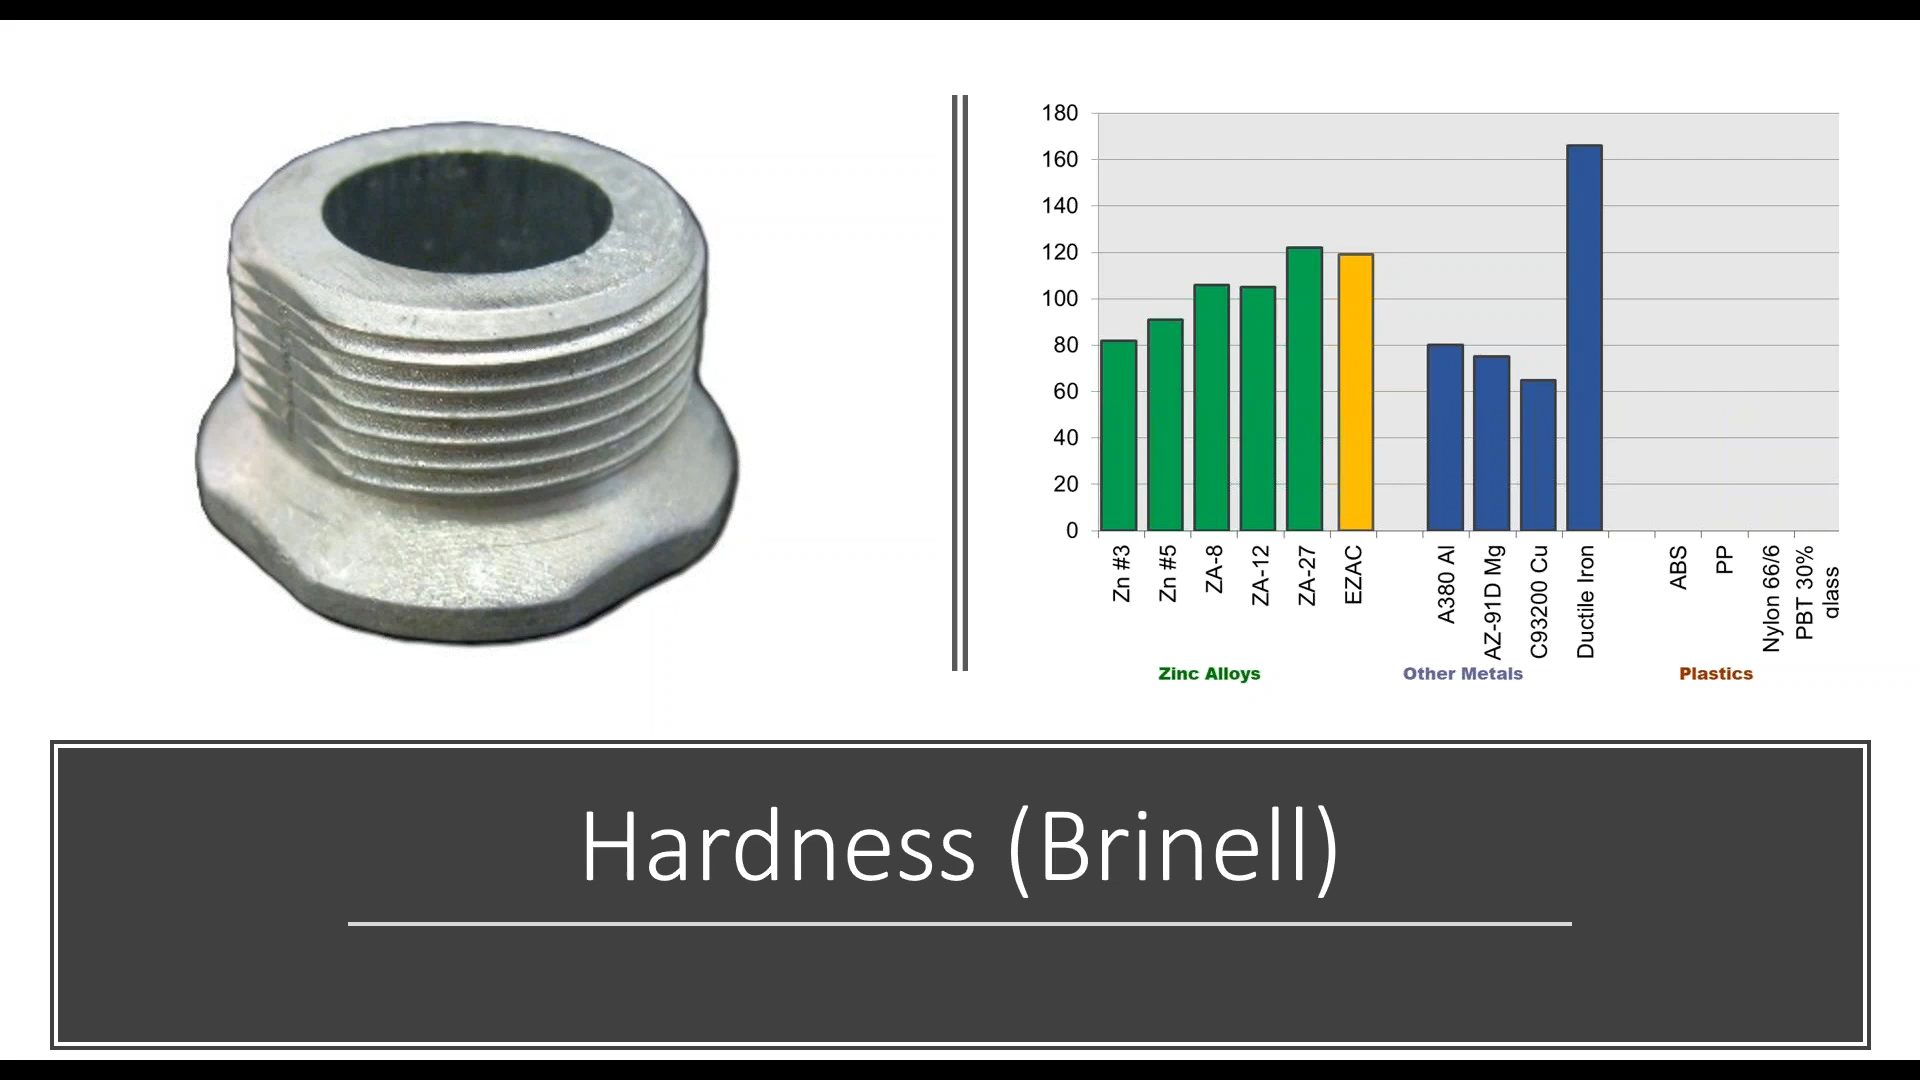 180
160
140
120
100
80
60
40
20
0
Zn #3
Zn #5
ZA-8
ZA-12
ZA-27
EZAC
A380 Al
AZ-91D Mg
C93200 Cu
Ductile Iron
ABS
PP
Nylon 66/6
PBT 30%
glass
Zinc Alloys
Other Metals
Plastics
Hardness (Brinell)